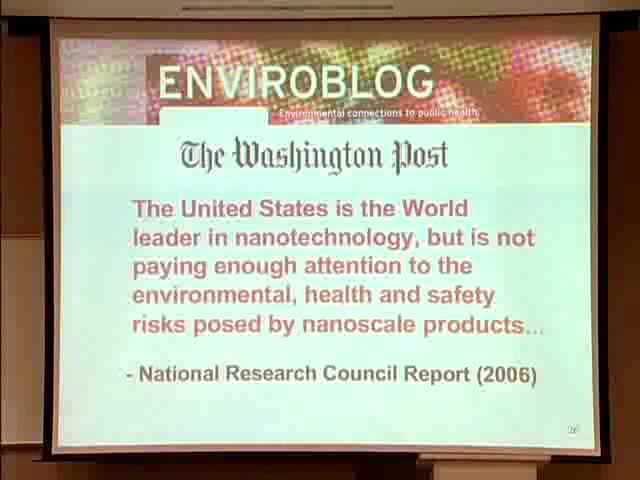 ENVIROBLOG
Environmental connections to public health
The Washington Post
The United States is the World
leader in nanotechnology, but is not
paying enough attention to the
environmental, health and safety
risks posed by nanoscale products...
- National Research Council Report (2006)